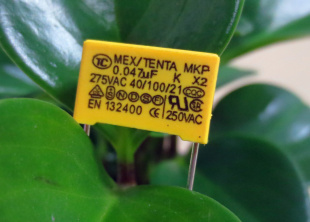 MEX/TENTA MKP
0.047µF K X2
275VAC 40/100/21
EN 132400 250VAC